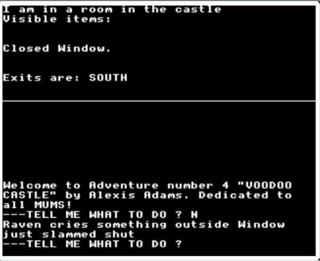 I am in a room in the castle
Visible items:
Closed Window.
Exits are: SOUTH
Welcome to Adventure number 4 "VOODOO
CASTLE" by Alexis Adams. Dedicated to
all MUMS!
---TELL ME WHAT TO DO ? N
Raven cries something outside Window
just slammed shut
---TELL ME WHAT TO DO ?